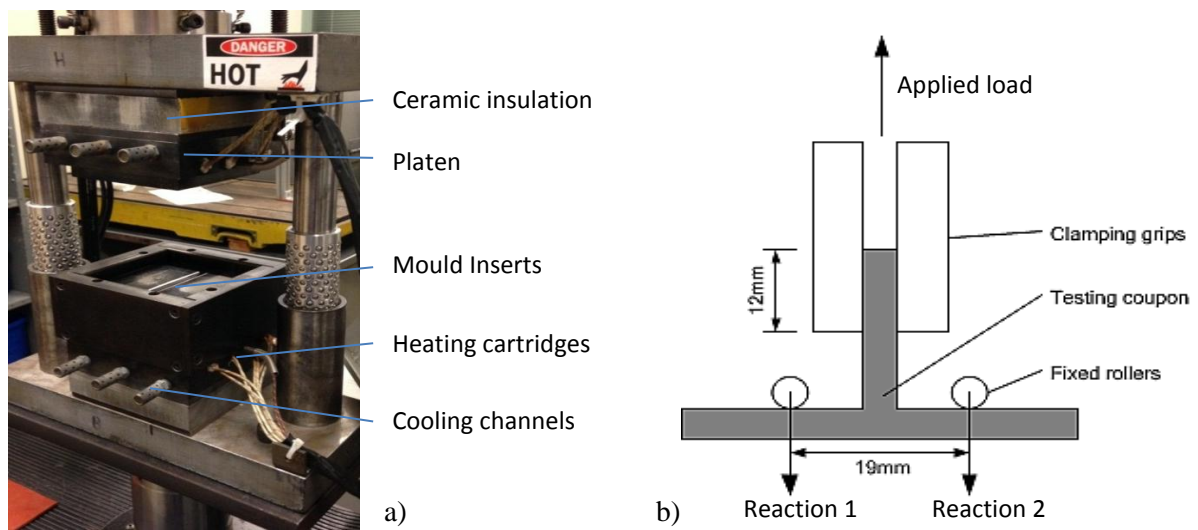 DANGER
HOT
Ceramic insulation
Platen
Mould Inserts
Heating cartridges
Cooling channels
a)
Applied load
Clamping grips
12mm
Testing coupon
Fixed rollers
19mm
Reaction 1
Reaction 2
b)